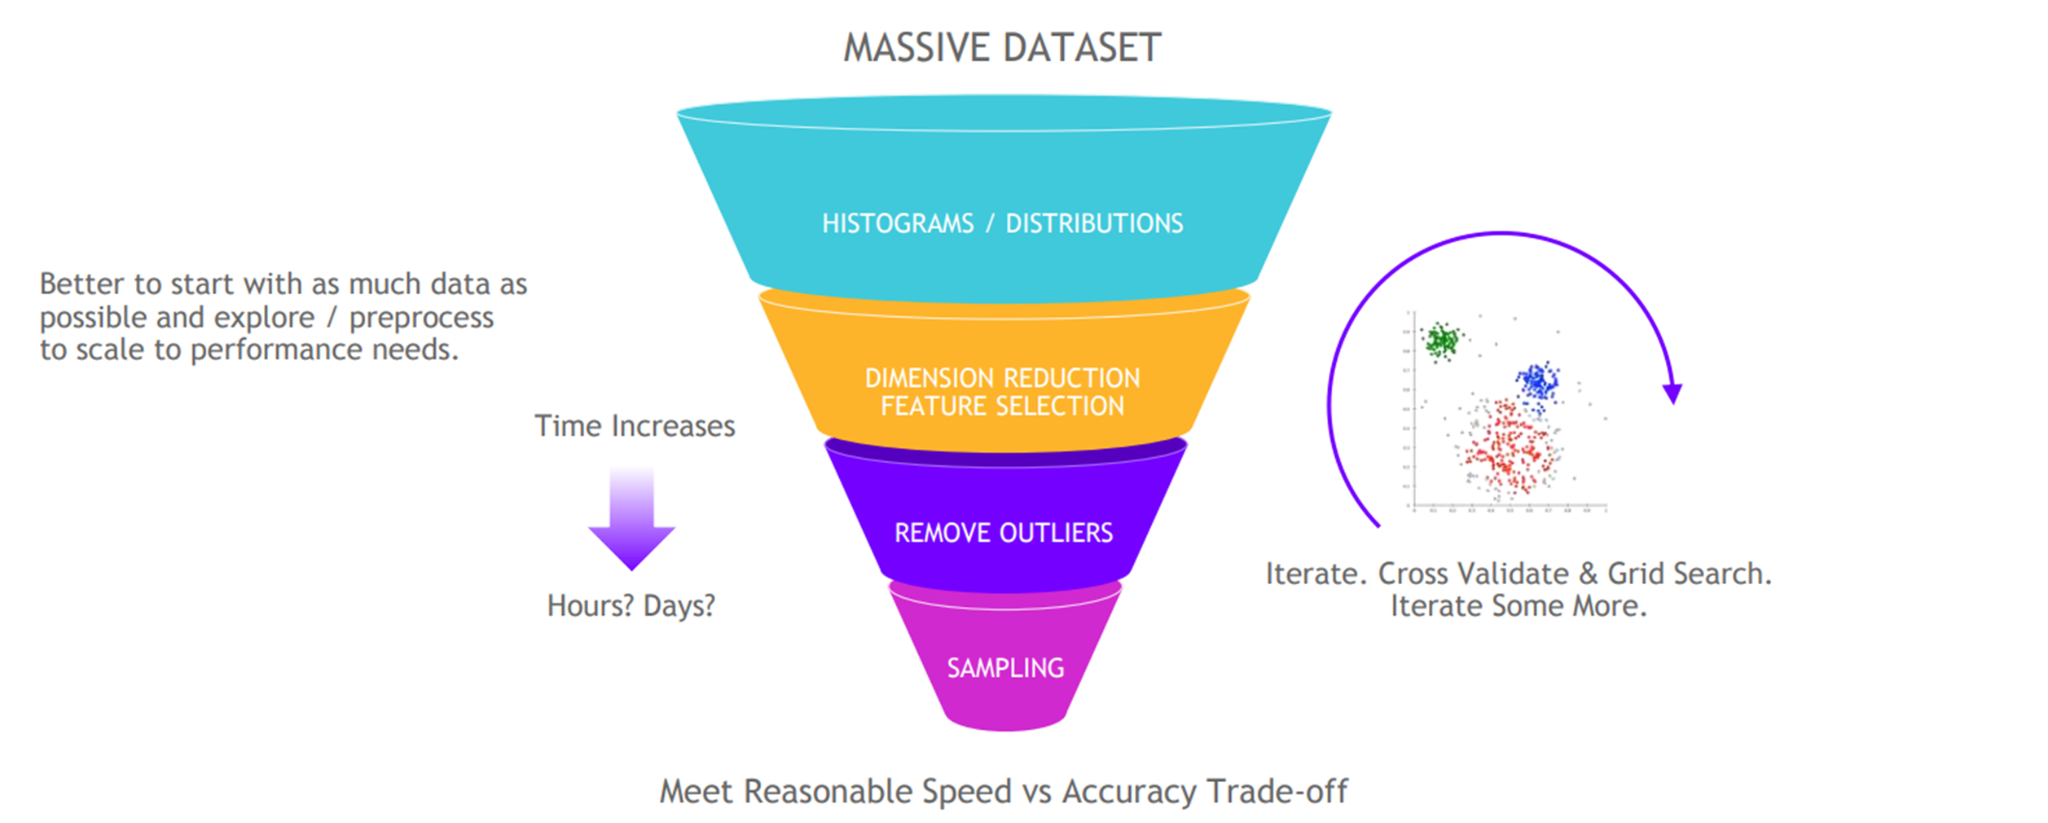 MASSIVE DATASET
HISTOGRAMS / DISTRIBUTIONS
Better to start with as much data as
possible and explore / preprocess
to scale to performance needs.
DIMENSION REDUCTION
FEATURE SELECTION
Time Increases
REMOVE OUTLIERS
Hours? Days?
Iterate. Cross Validate & Grid Search.
Iterate Some More.
SAMPLING
Meet Reasonable Speed vs Accuracy Trade-off